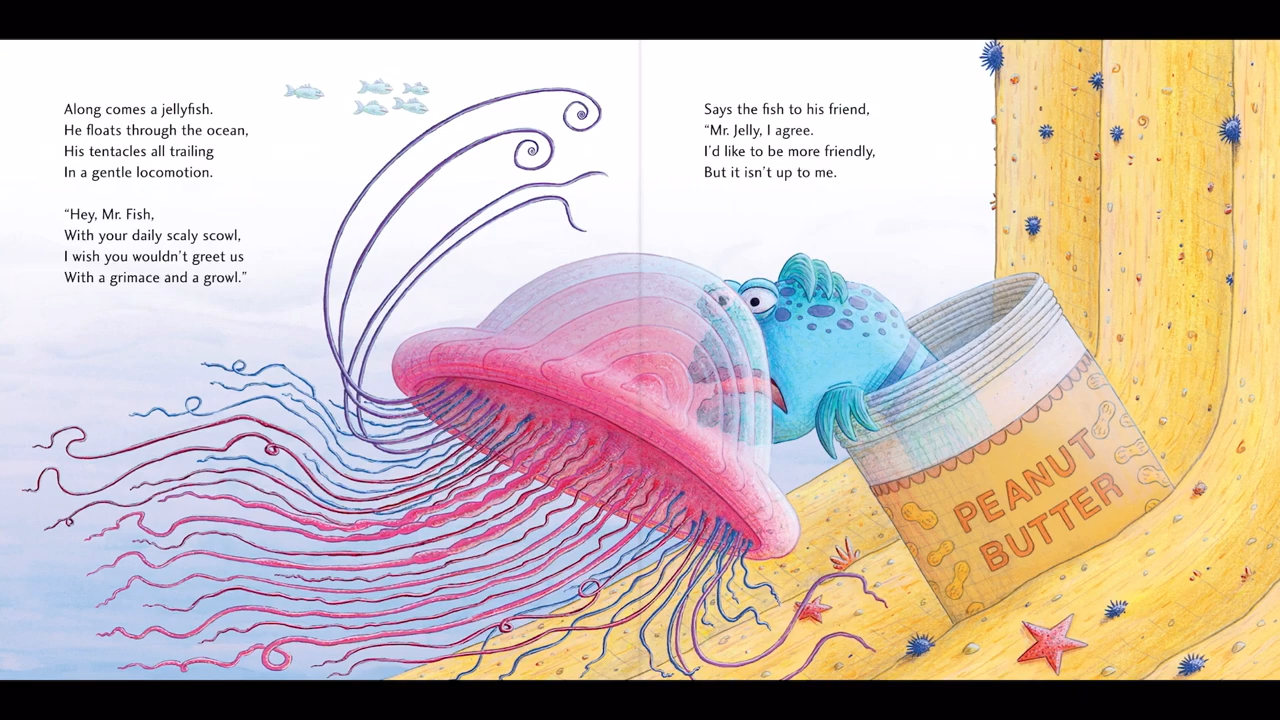 Along comes a jellyfish.
He floats through the ocean,
His tentacles all trailing
In a gentle locomotion.
“Hey, Mr. Fish,
With your daily scaly scowl,
I wish you wouldn’t greet us
With a grimace and a growl.”
Says the fish to his friend,
“Mr. Jelly, I agree.
I’d like to be more friendly,
But it isn’t up to me.
PEANUT
BUTTER